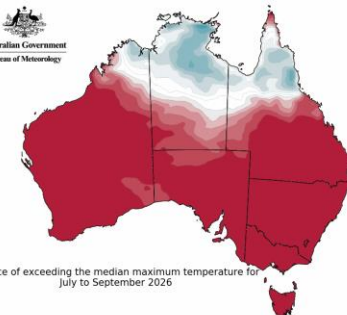 ralian Government
eau of Meteorology
ce of exceeding the median maximum temperature for
July to September 2026